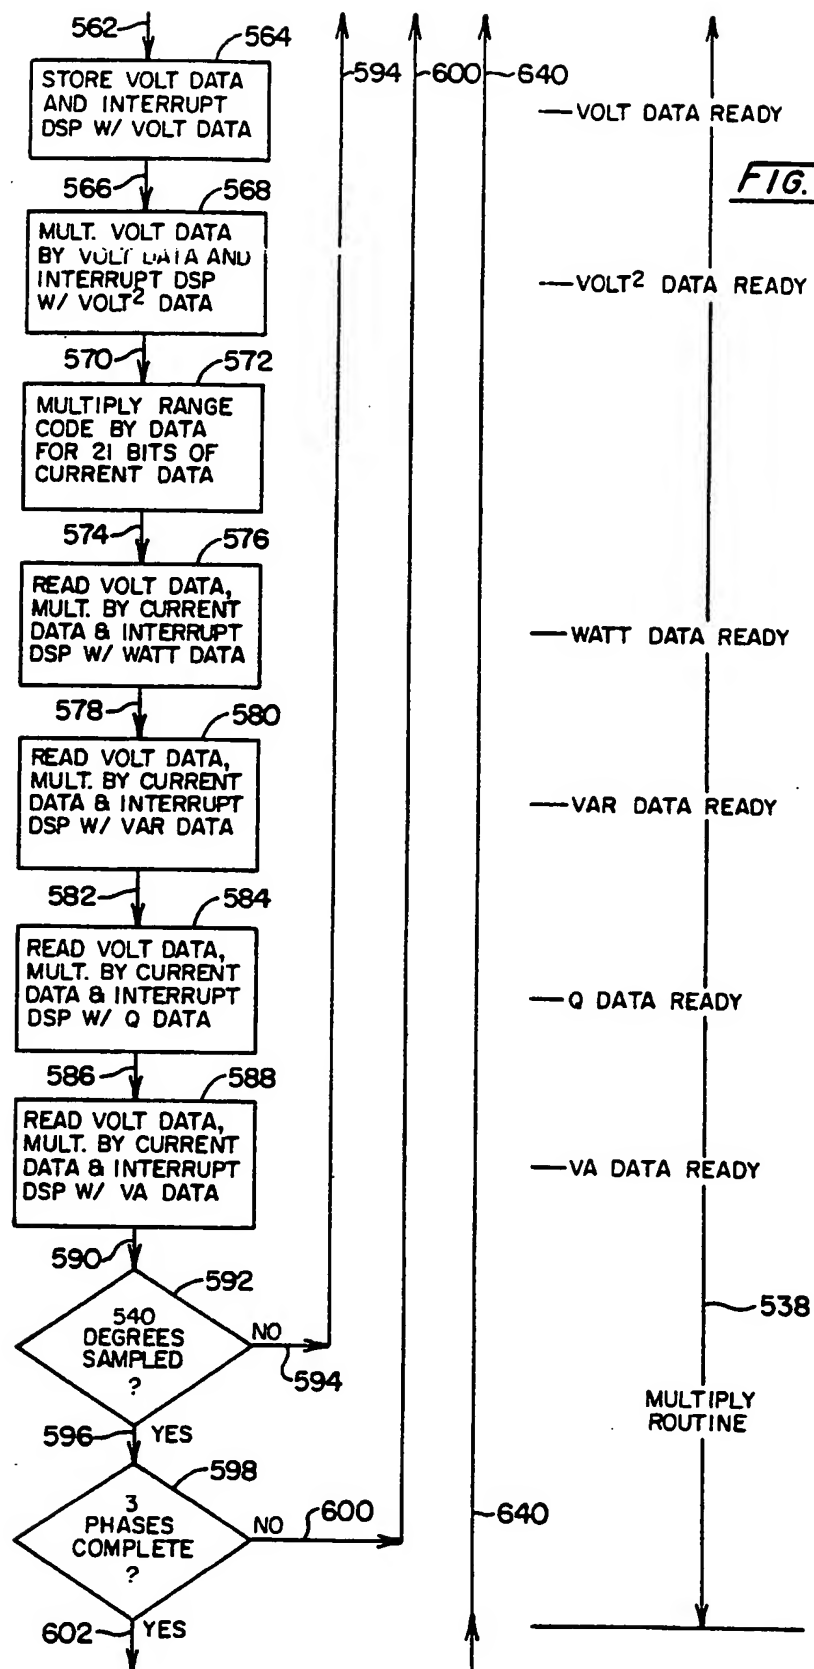 562
564
594
600
640
STORE VOLT DATA
AND INTERRUPT
DSP W/ VOLT DATA
VOLT DATA READY
FIG.
566
568
MULT. VOLT DATA
BY VOLT DATA AND
INTERRUPT DSP
W/ VOLT² DATA
VOLT² DATA READY
570
572
MULTIPLY RANGE
CODE BY DATA
FOR 21 BITS OF
CURRENT DATA
574
576
READ VOLT DATA,
MULT. BY CURRENT
DATA & INTERRUPT
DSP W/ WATT DATA
WATT DATA READY
578
580
READ VOLT DATA,
MULT. BY CURRENT
DATA & INTERRUPT
DSP W/ VAR DATA
VAR DATA READY
582
584
READ VOLT DATA,
MULT. BY CURRENT
DATA & INTERRUPT
DSP W/ Q DATA
Q DATA READY
586
588
READ VOLT DATA,
MULT. BY CURRENT
DATA & INTERRUPT
DSP W/ VA DATA
VA DATA READY
590
592
540
DEGREES
SAMPLED
?
NO
594
538
MULTIPLY
ROUTINE
596
YES
598
3
PHASES
COMPLETE
?
NO
600
640
602
YES